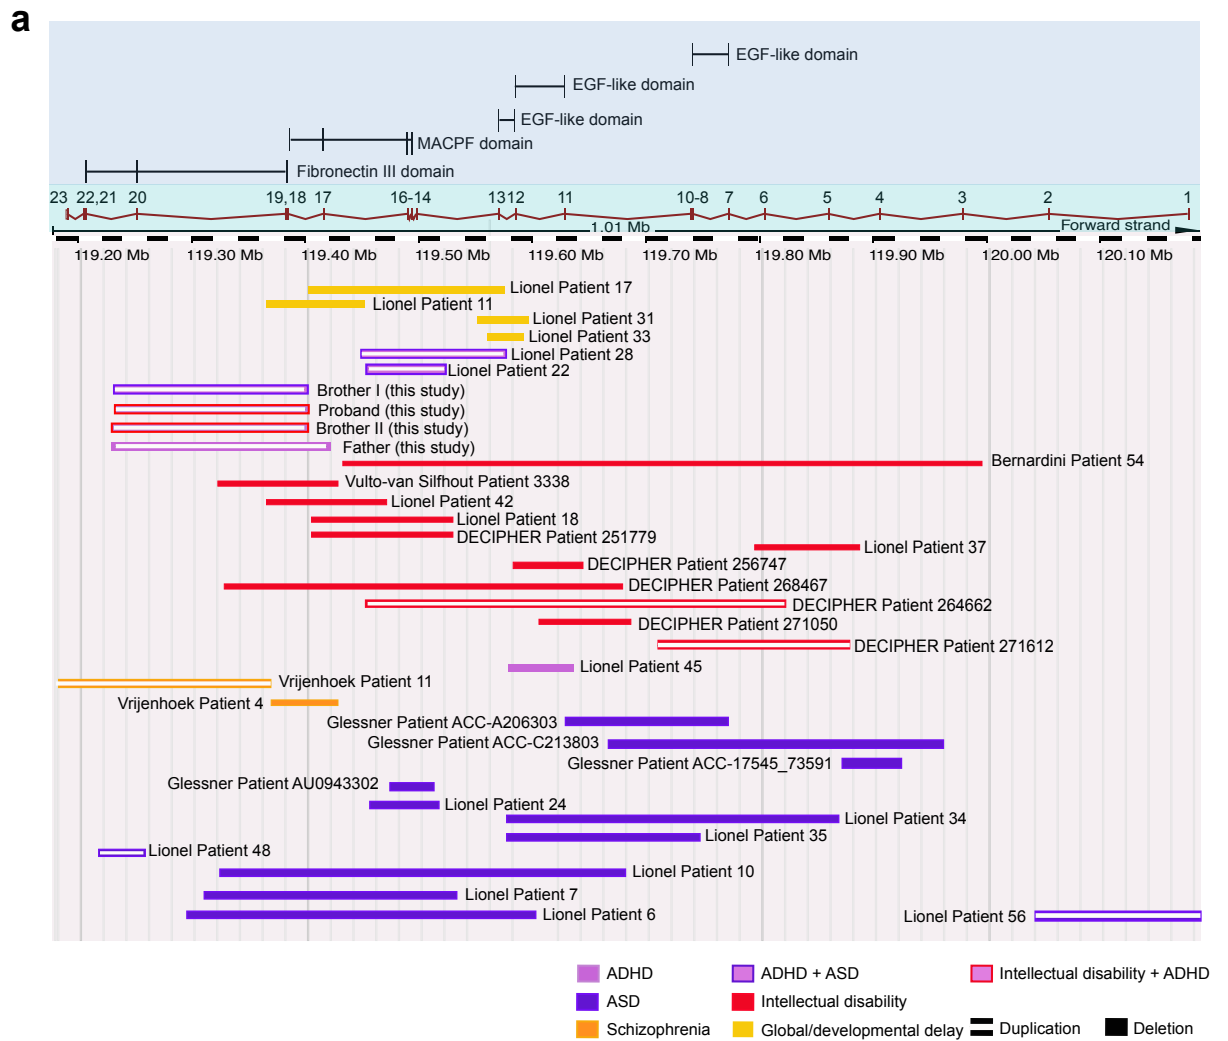 a
EGF-like domain
EGF-like domain
EGF-like domain
MACPF domain
Fibronectin III domain
23 22,21 20 19,18 17 16-14 13 12 11 10-8 7 6 5 4 3 2 1
1.01 Mb Forward strand
119.20 Mb 119.30 Mb 119.40 Mb 119.50 Mb 119.60 Mb 119.70 Mb 119.80 Mb 119.90 Mb 120.00 Mb 120.10 Mb
Lionel Patient 17
Lionel Patient 11
Lionel Patient 31
Lionel Patient 33
Lionel Patient 28
Lionel Patient 22
Brother I (this study)
Proband (this study)
Brother II (this study)
Father (this study)
Bernardini Patient 54
Vulto-van Silfhout Patient 3338
Lionel Patient 42
Lionel Patient 18
DECIPHER Patient 251779
Lionel Patient 37
DECIPHER Patient 256747
DECIPHER Patient 268467
DECIPHER Patient 264662
DECIPHER Patient 271050
DECIPHER Patient 271612
Lionel Patient 45
Vrijenhoek Patient 11
Vrijenhoek Patient 4
Glessner Patient ACC-A206303
Glessner Patient ACC-C213803
Glessner Patient ACC-17545_73591
Glessner Patient AU0943302
Lionel Patient 24
Lionel Patient 34
Lionel Patient 35
Lionel Patient 48
Lionel Patient 10
Lionel Patient 7
Lionel Patient 6
Lionel Patient 56
ADHD ADHD + ASD Intellectual disability + ADHD
ASD Intellectual disability
Schizophrenia Global/developmental delay Duplication Deletion